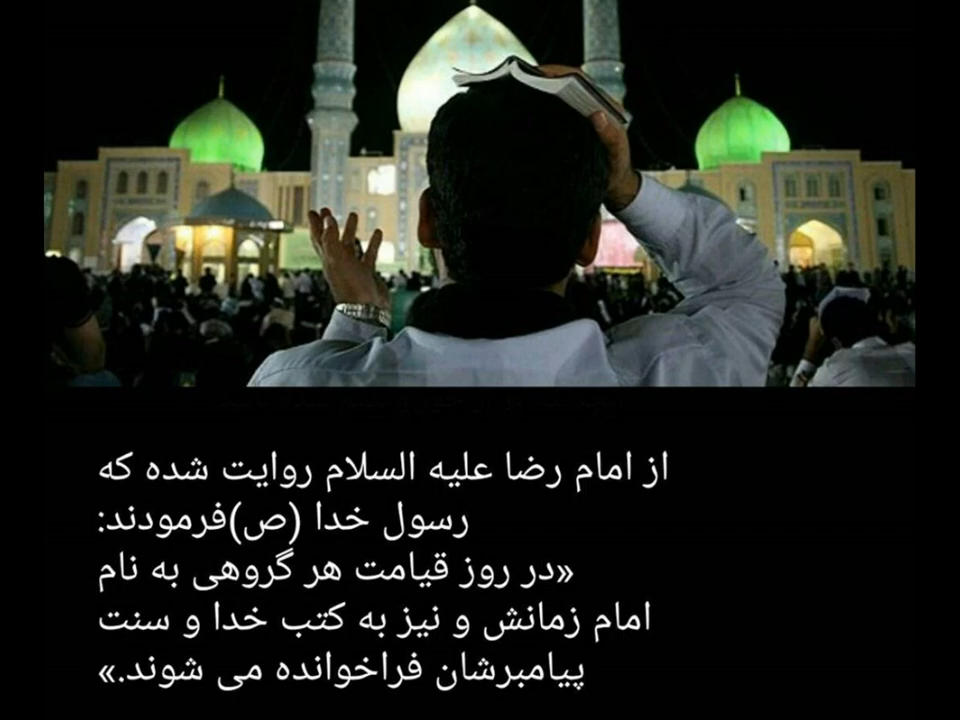 از امام رضا علیه السلام روایت شده که
رسول خدا (ص)فرمودند:
«در روز قیامت هر گروهی به نام
امام زمانش و نیز به کتب خدا و سنت
پیامبرشان فراخوانده می شوند.»